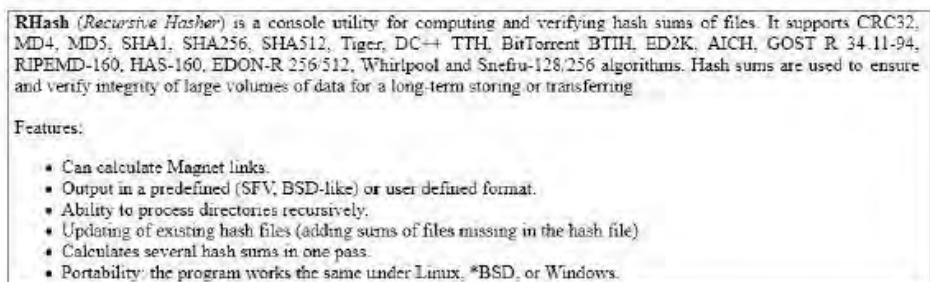 RHash (Recursive Hasher) is a console utility for computing and verifying hash sums of files. It supports CRC32,
MD4, MD5, SHA1, SHA256, SHA512, Tiger, DC++ TTH, BitTorrent BTIH, ED2K, AICH, GOST R 34.11-94,
RIPEMD-160, HAS-160, EDON-R 256/512, Whirlpool and Snefru-128/256 algorithms. Hash sums are used to ensure
and verify integrity of large volumes of data for a long-term storing or transferring
Features:
• Can calculate Magnet links.
• Output in a predefined (SFV, BSD-like) or user defined format.
• Ability to process directories recursively.
• Updating of existing hash files (adding sums of files missing in the hash file)
• Calculates several hash sums in one pass.
• Portability: the program works the same under Linux, *BSD, or Windows.